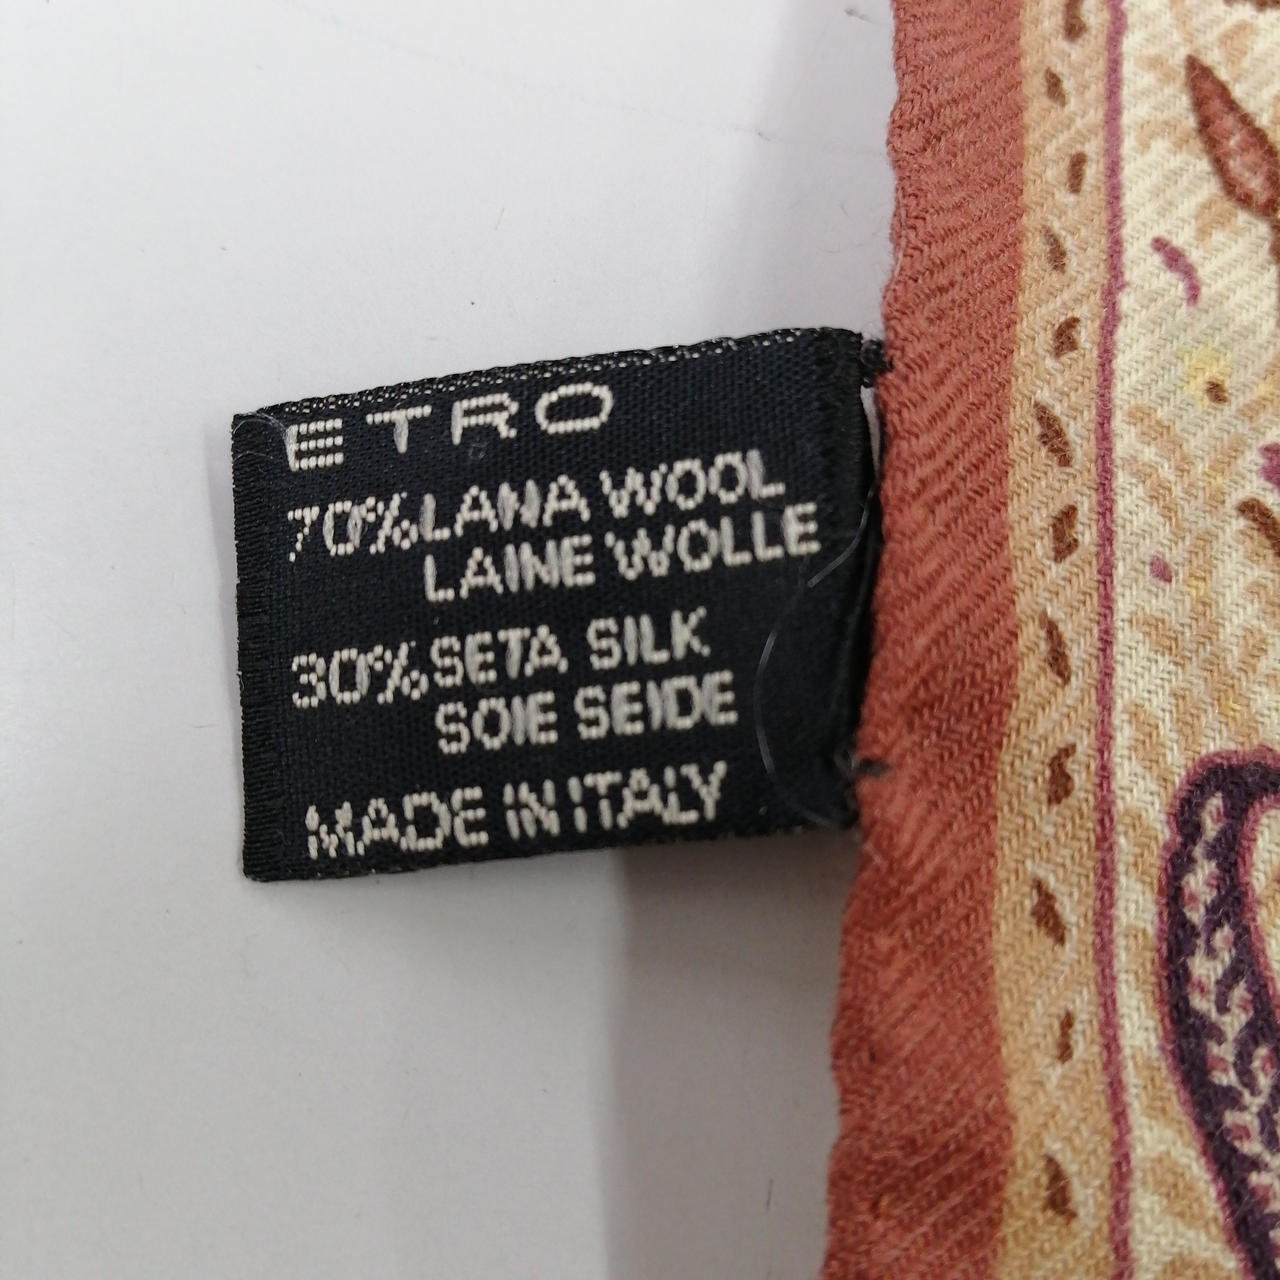 ETRO
70% LANA WOOL
LAINE WOLLE
30% SETA SILK
SOIE SEIDE
MADE IN ITALY